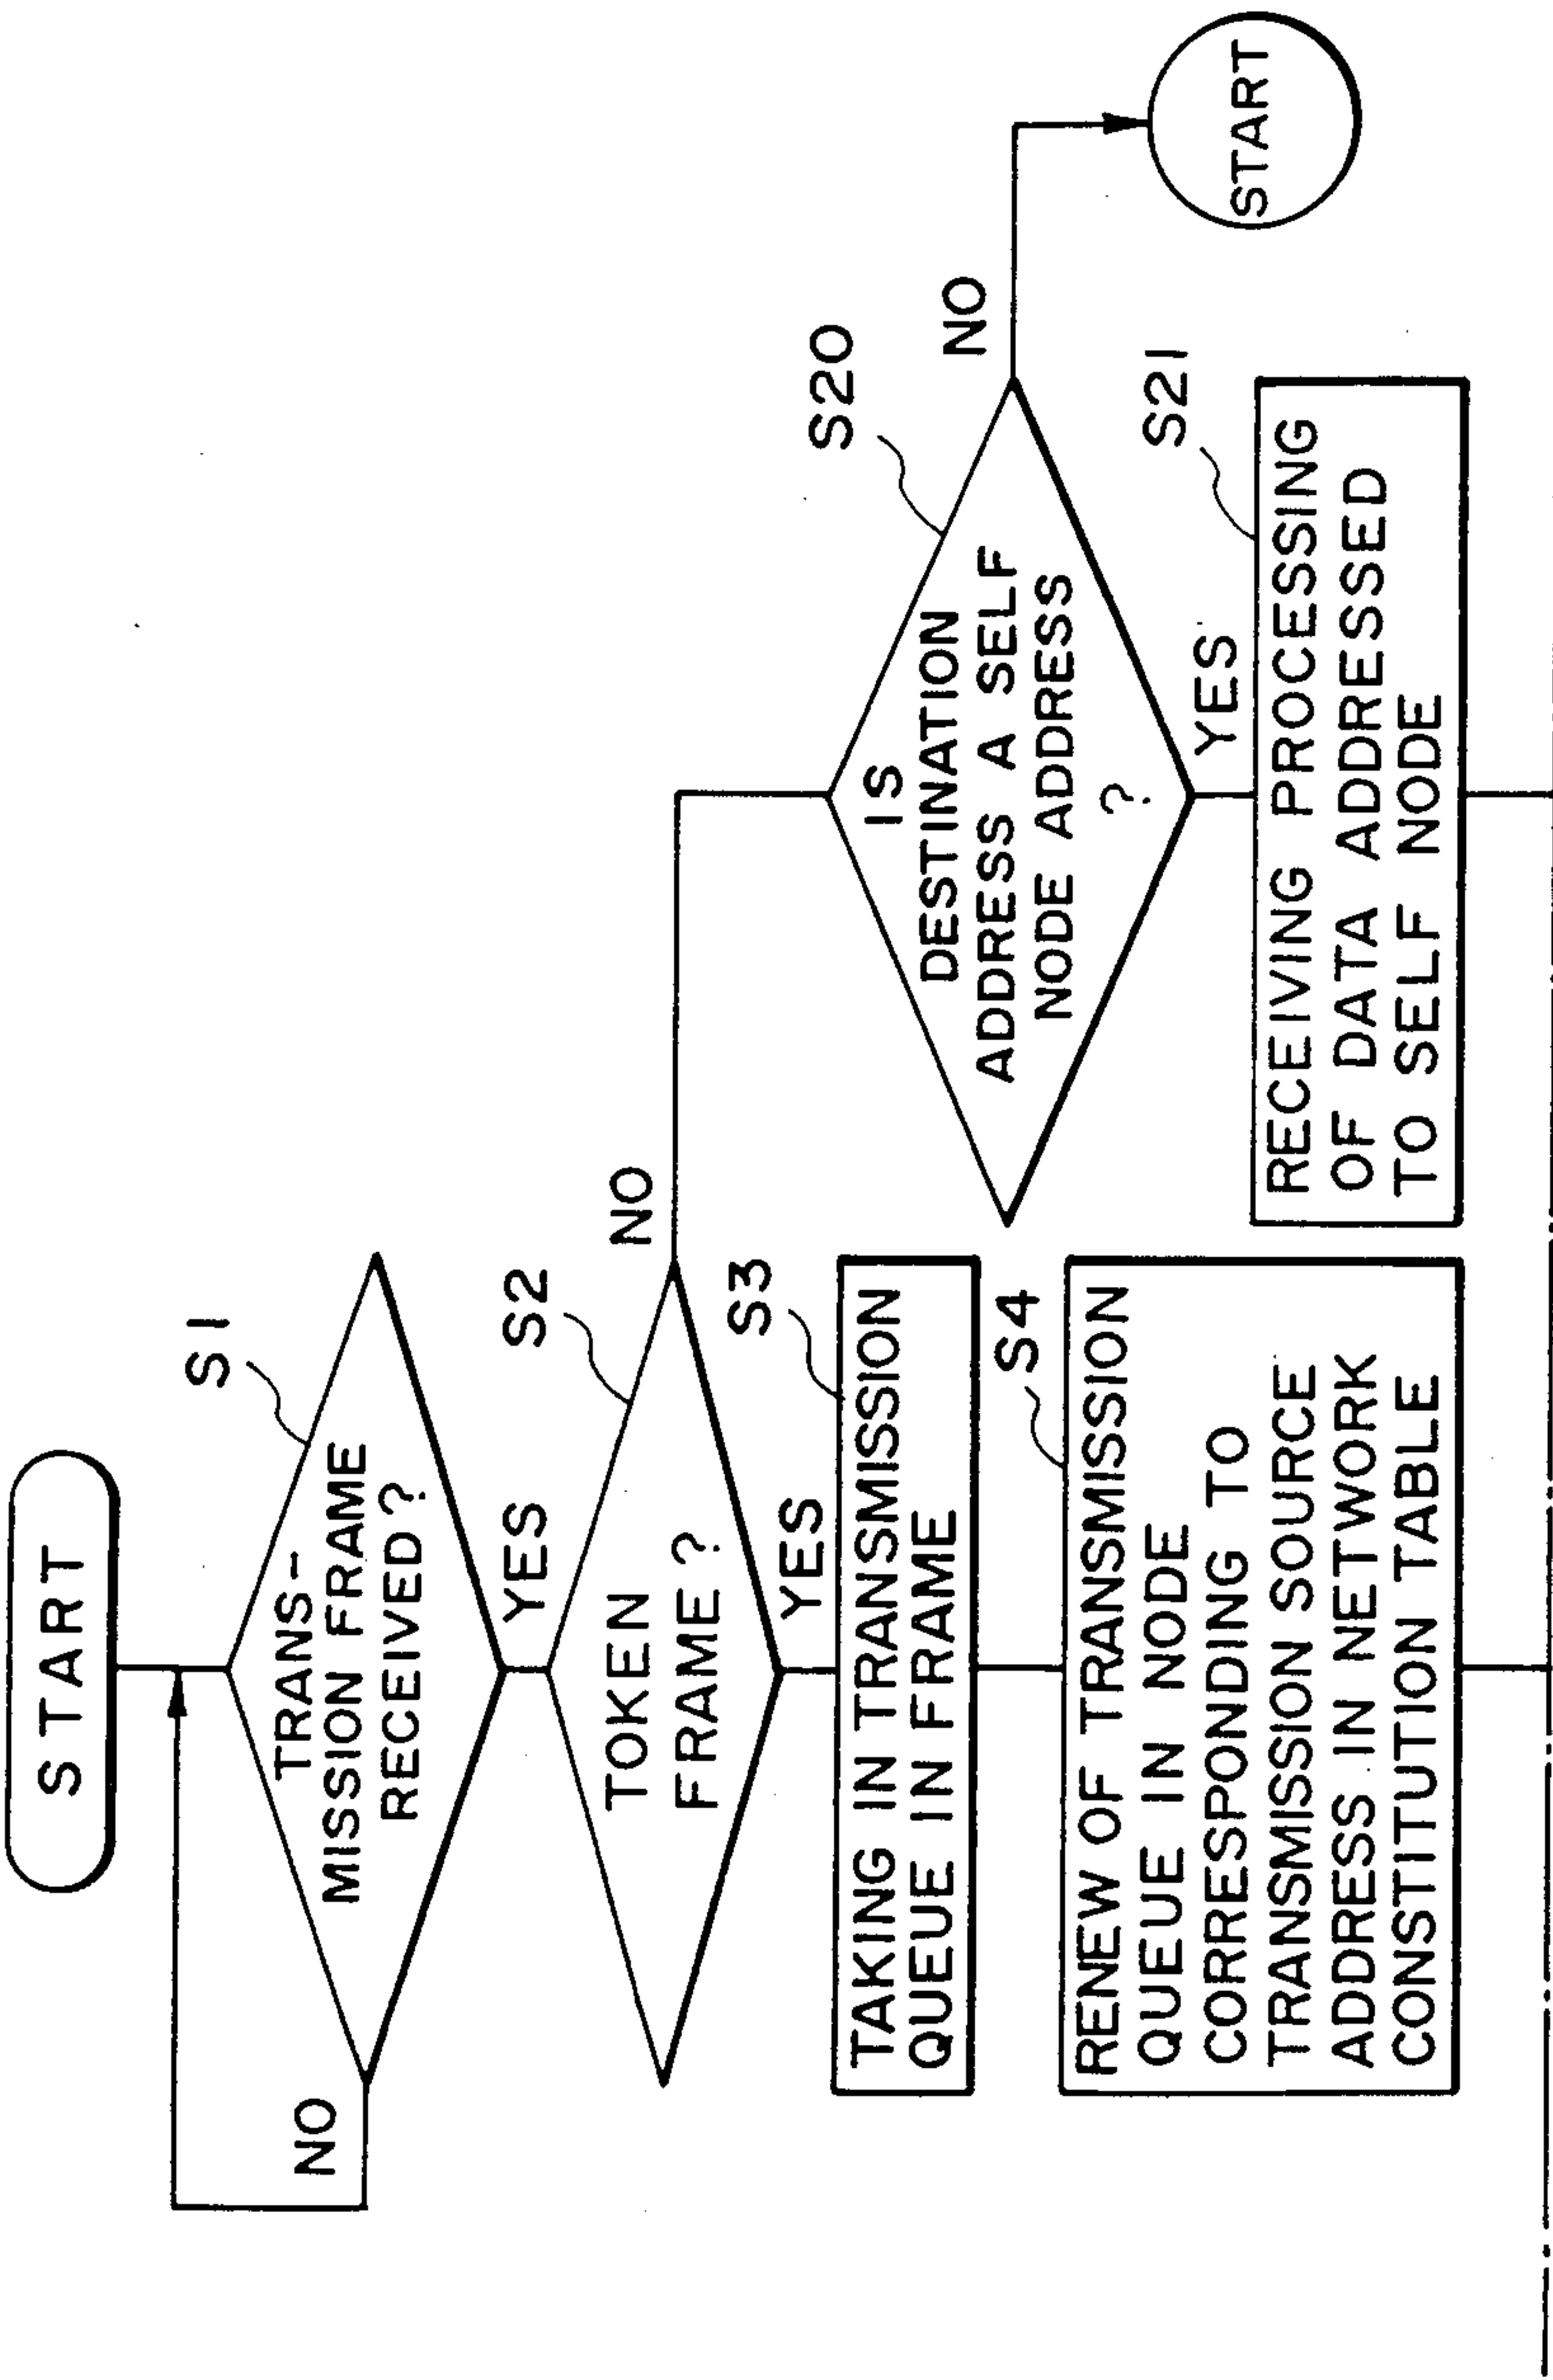 START
S1
TRANS-
MISSION FRAME
RECEIVED?
NO
YES
S2
TOKEN
FRAME?
NO
YES
S3
TAKING IN TRANSMISSION
QUEUE IN FRAME
S4
RENEW OF TRANSMISSION
QUEUE IN NODE
CORRESPONDING TO
TRANSMISSION SOURCE
ADDRESS IN NETWORK
CONSTITUTION TABLE
S20
IS
DESTINATION
ADDRESS A SELF
NODE ADDRESS
?
NO
START
YES
S21
RECEIVING PROCESSING
OF DATA ADDRESSED
TO SELF NODE